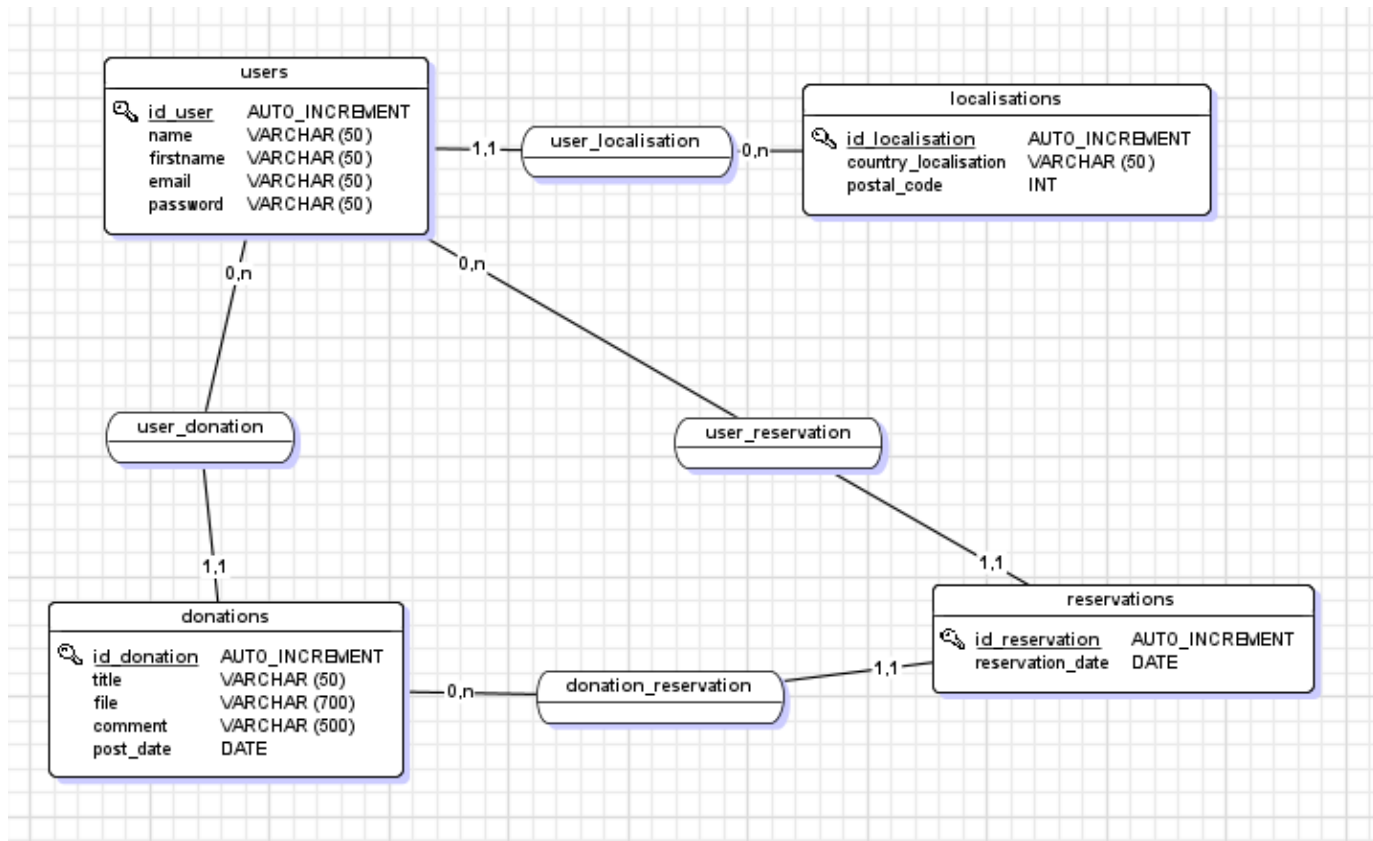 users
id_user AUTO_INCREMENT
name VARCHAR (50)
firstname VARCHAR (50)
email VARCHAR (50)
password VARCHAR (50)
localisations
id_localisation AUTO_INCREMENT
country_localisation VARCHAR (50)
postal_code INT
1,1
user_localisation
0,n
0,n
0,n
user_donation
user_reservation
1,1
1,1
donations
id_donation AUTO_INCREMENT
title VARCHAR (50)
file VARCHAR (700)
comment VARCHAR (500)
post_date DATE
0,n
donation_reservation
1,1
reservations
id_reservation AUTO_INCREMENT
reservation_date DATE